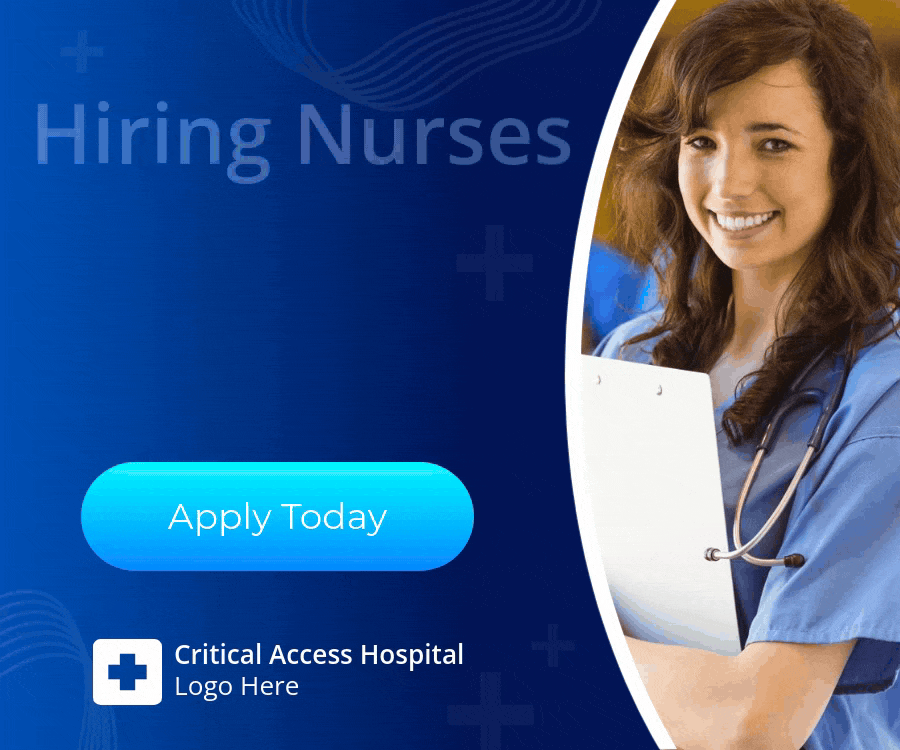 Hiring Nurses
Apply Today
Critical Access Hospital
Logo Here